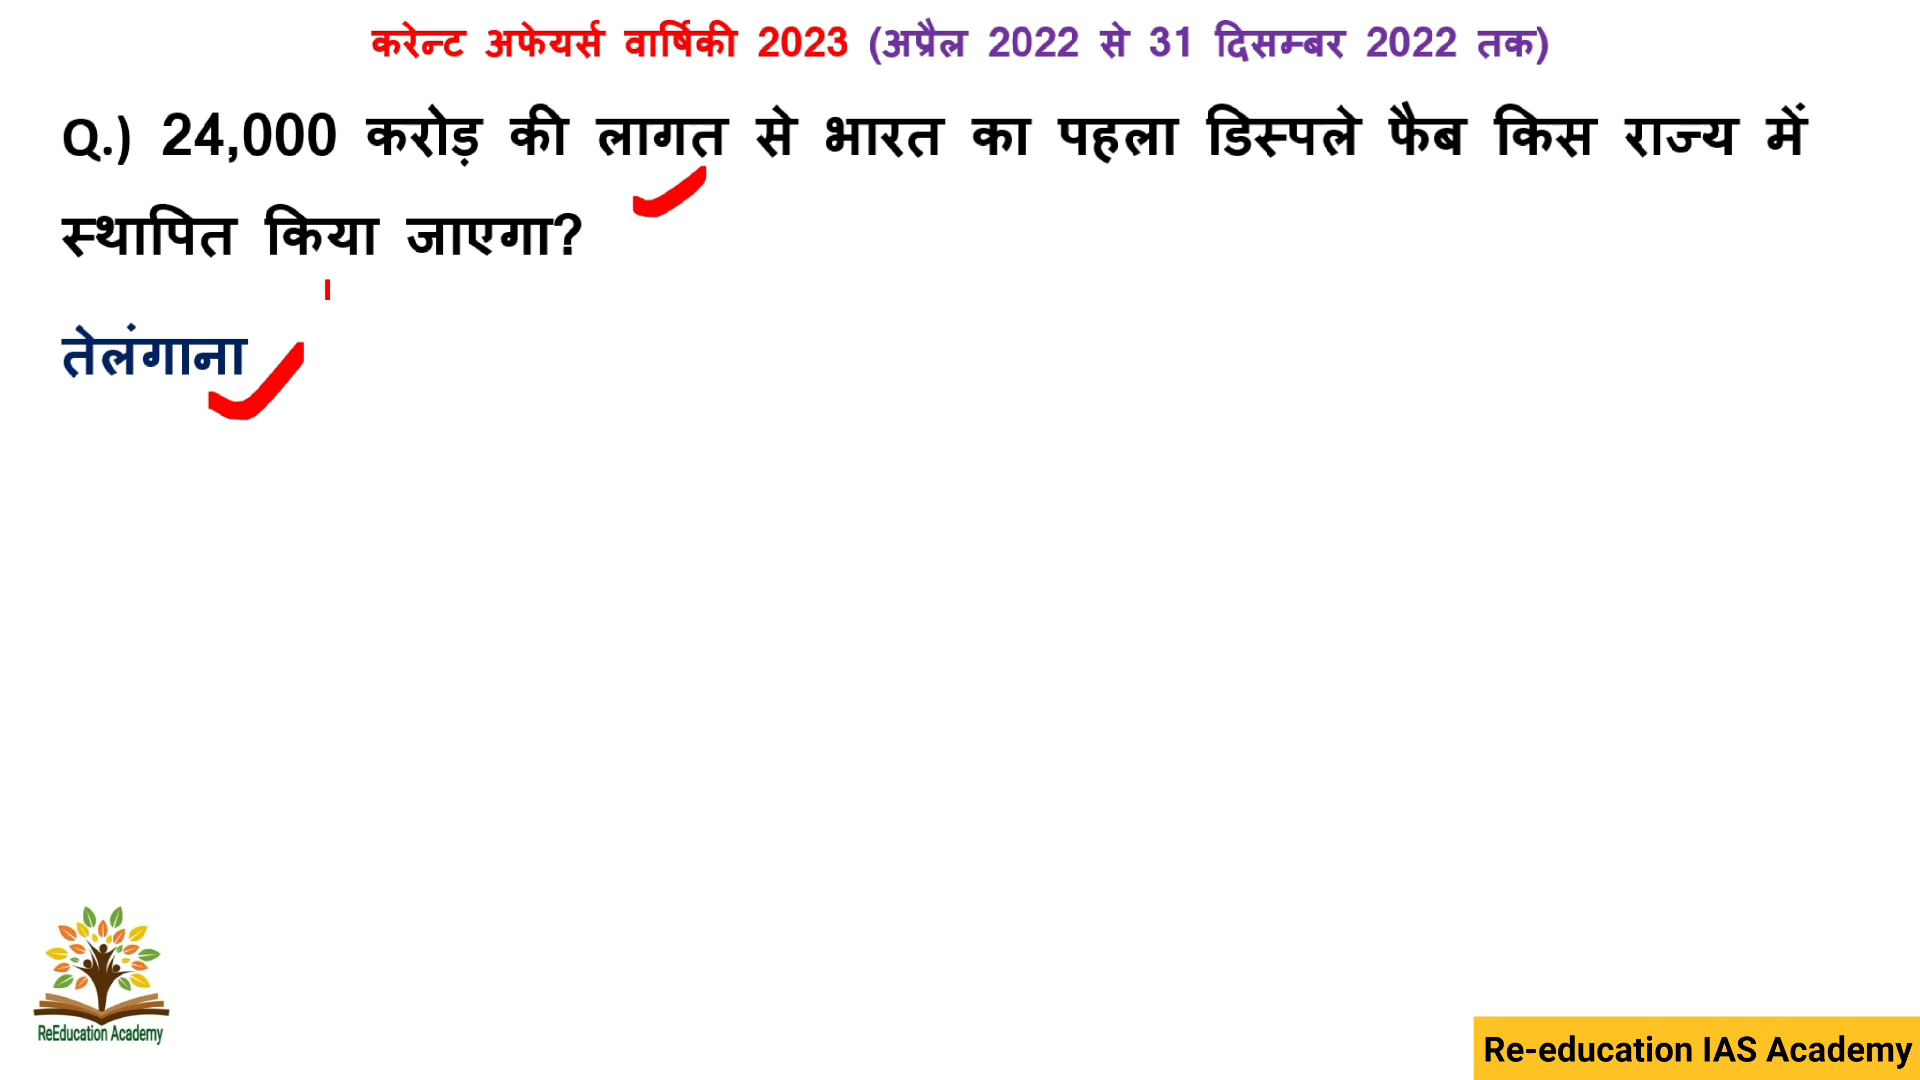 करेन्ट अफेयर्स वार्षिकी 2023 (अप्रैल 2022 से 31 दिसम्बर 2022 तक)
Q.) 24,000 करोड़ की लागत से भारत का पहला डिस्पले फैब किस राज्य में
स्थापित किया जाएगा?
तेलंगाना
ReEducation Academy
Re-education IAS Academy